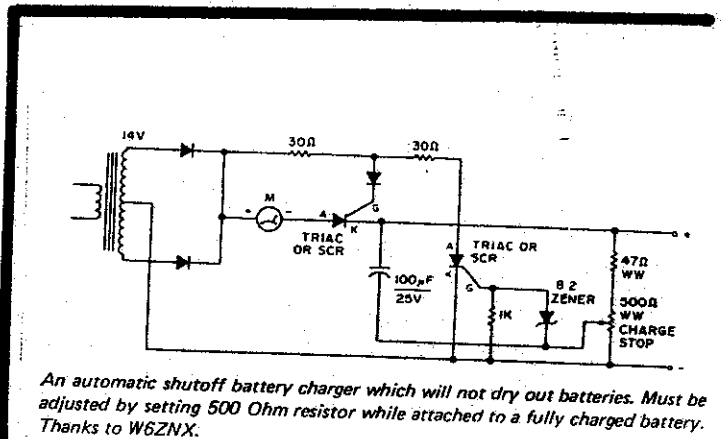 14V
30Ω 30Ω
+ M -
A G
K
TRIAC
OR SCR
A TRIAC OR
SCR
G
+
47Ω
WW
100µF
25V
1K
8 2
ZENER
500Ω
WW
CHARGE
STOP
-
An automatic shutoff battery charger which will not dry out batteries. Must be
adjusted by setting 500 Ohm resistor while attached to a fully charged battery.
Thanks to W6ZNX.